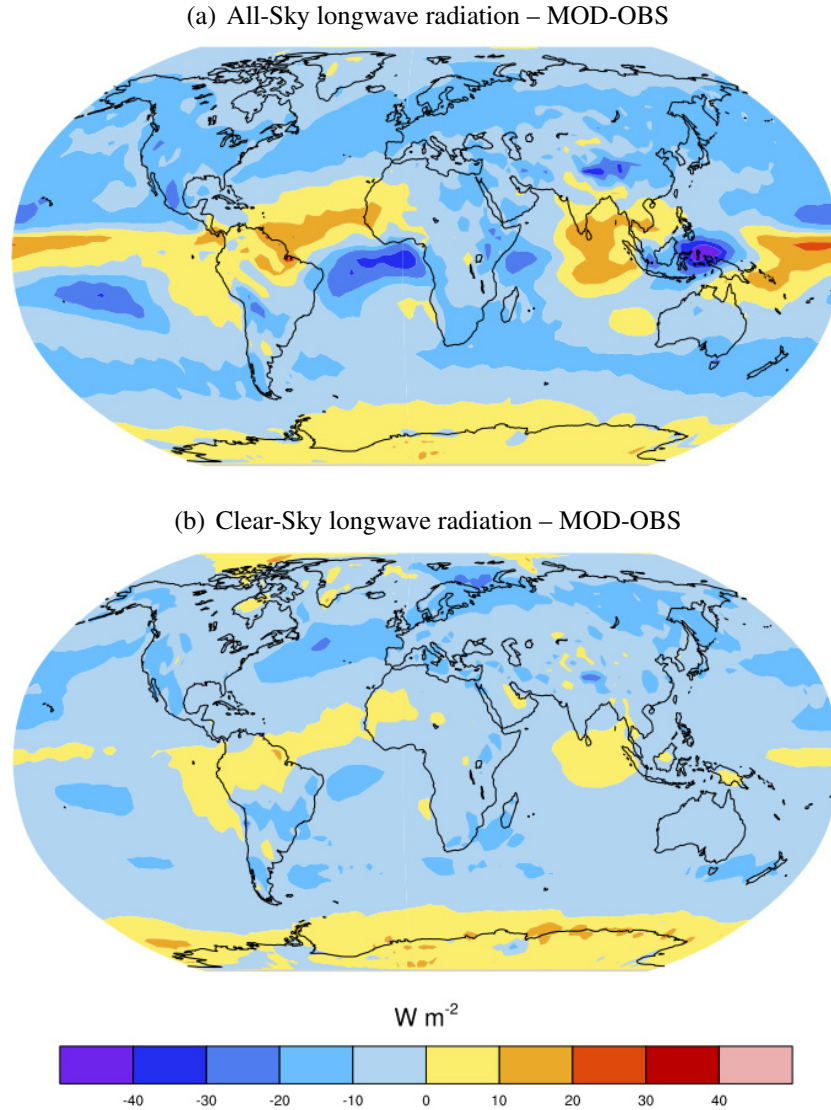 (a) All-Sky longwave radiation – MOD-OBS
(b) Clear-Sky longwave radiation – MOD-OBS
W m-2
-40 -30 -20 -10 0 10 20 30 40